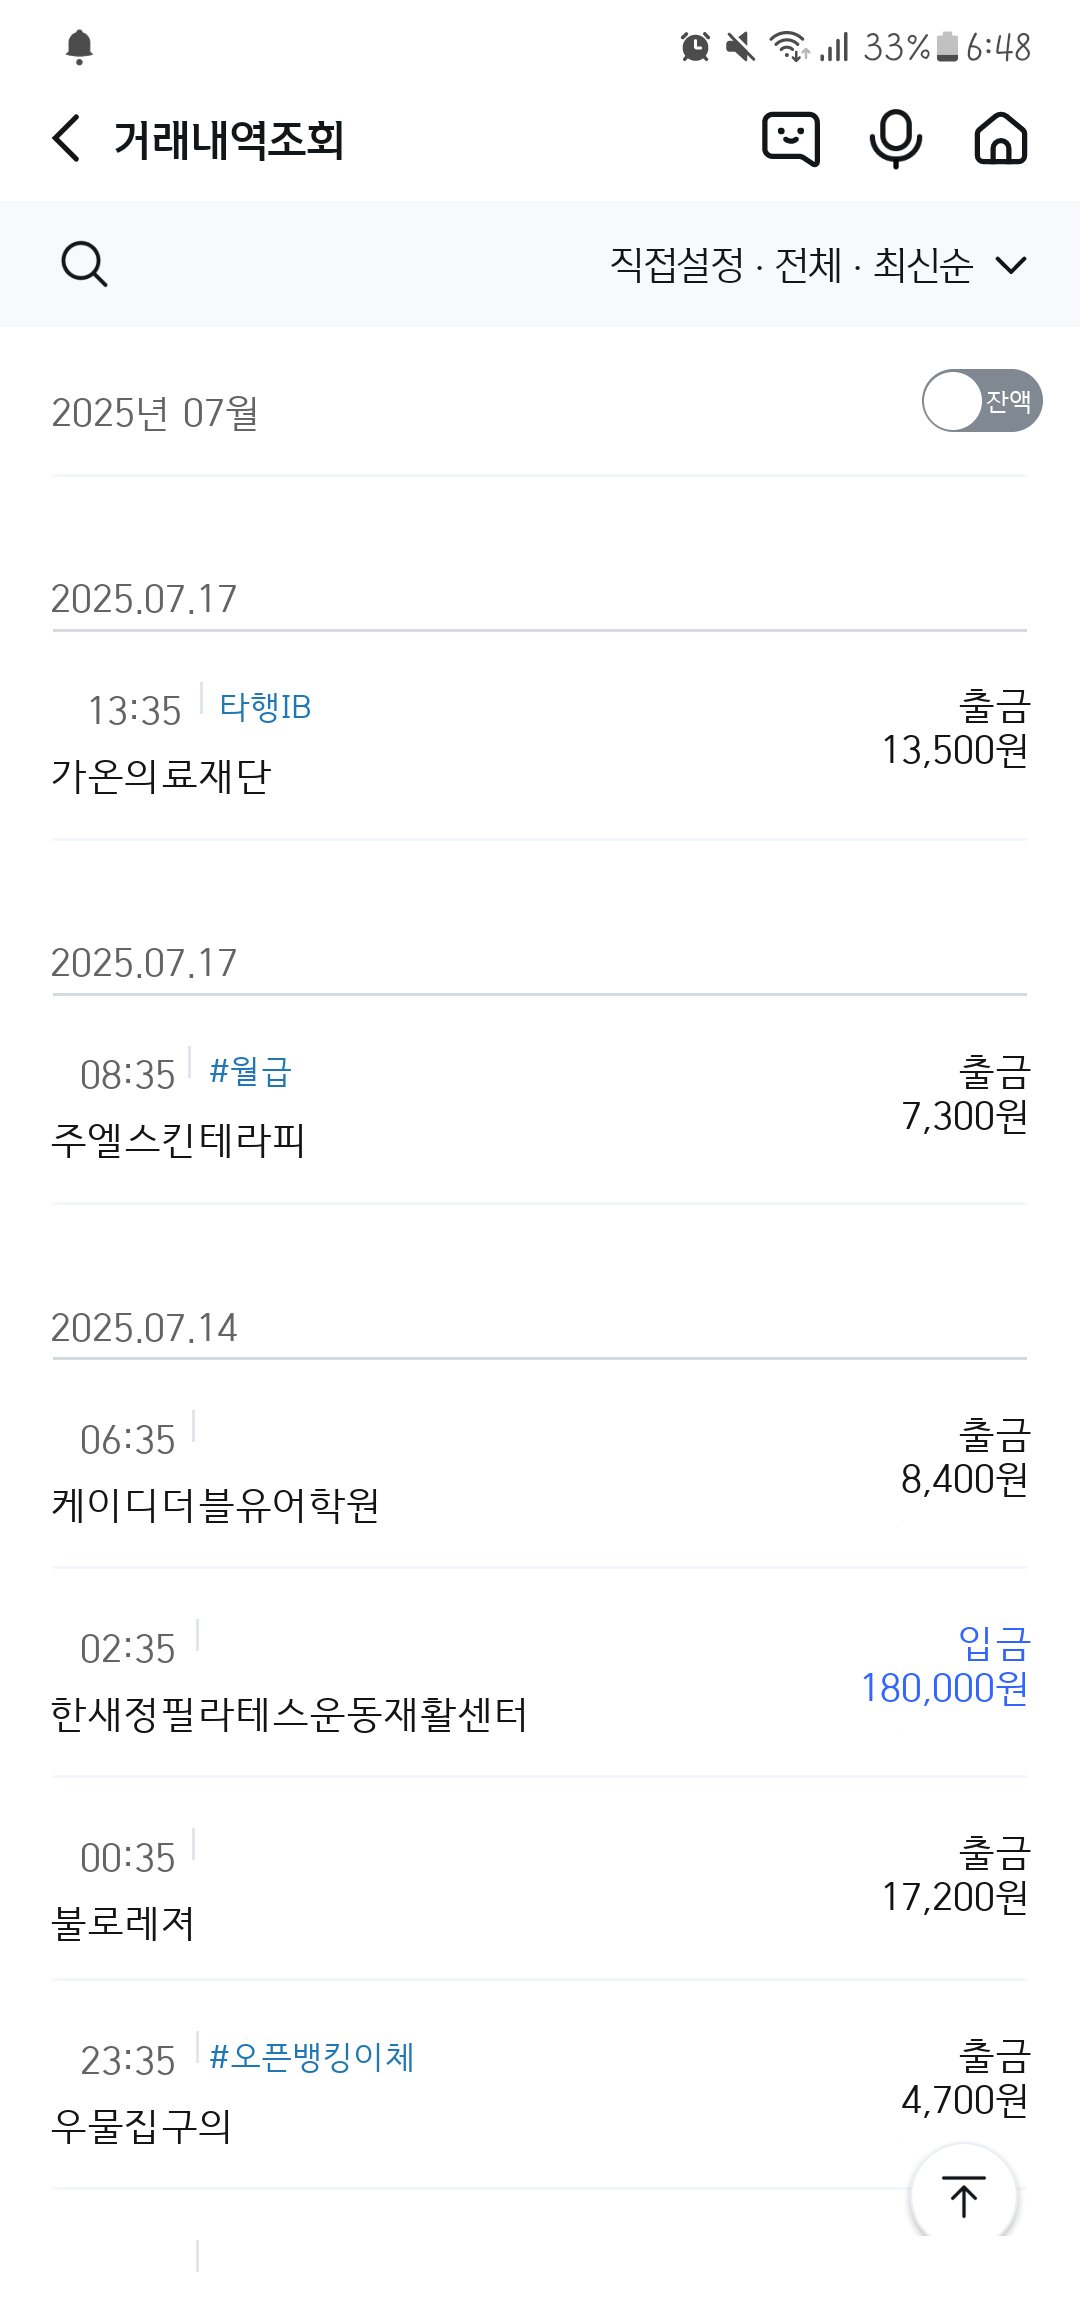 33% 6:48
거래내역조회
직접설정 · 전체 · 최신순
2025년 07월
잔액
2025.07.17
13:35 타행IB
출금
13,500원
가온의료재단
2025.07.17
08:35 #월급
출금
7,300원
주엘스킨테라피
2025.07.14
06:35
출금
8,400원
케이디더블유어학원
02:35
입금
180,000원
한새정필라테스운동재활센터
00:35
출금
17,200원
불로레져
23:35 #오픈뱅킹이체
출금
4,700원
우물집구의